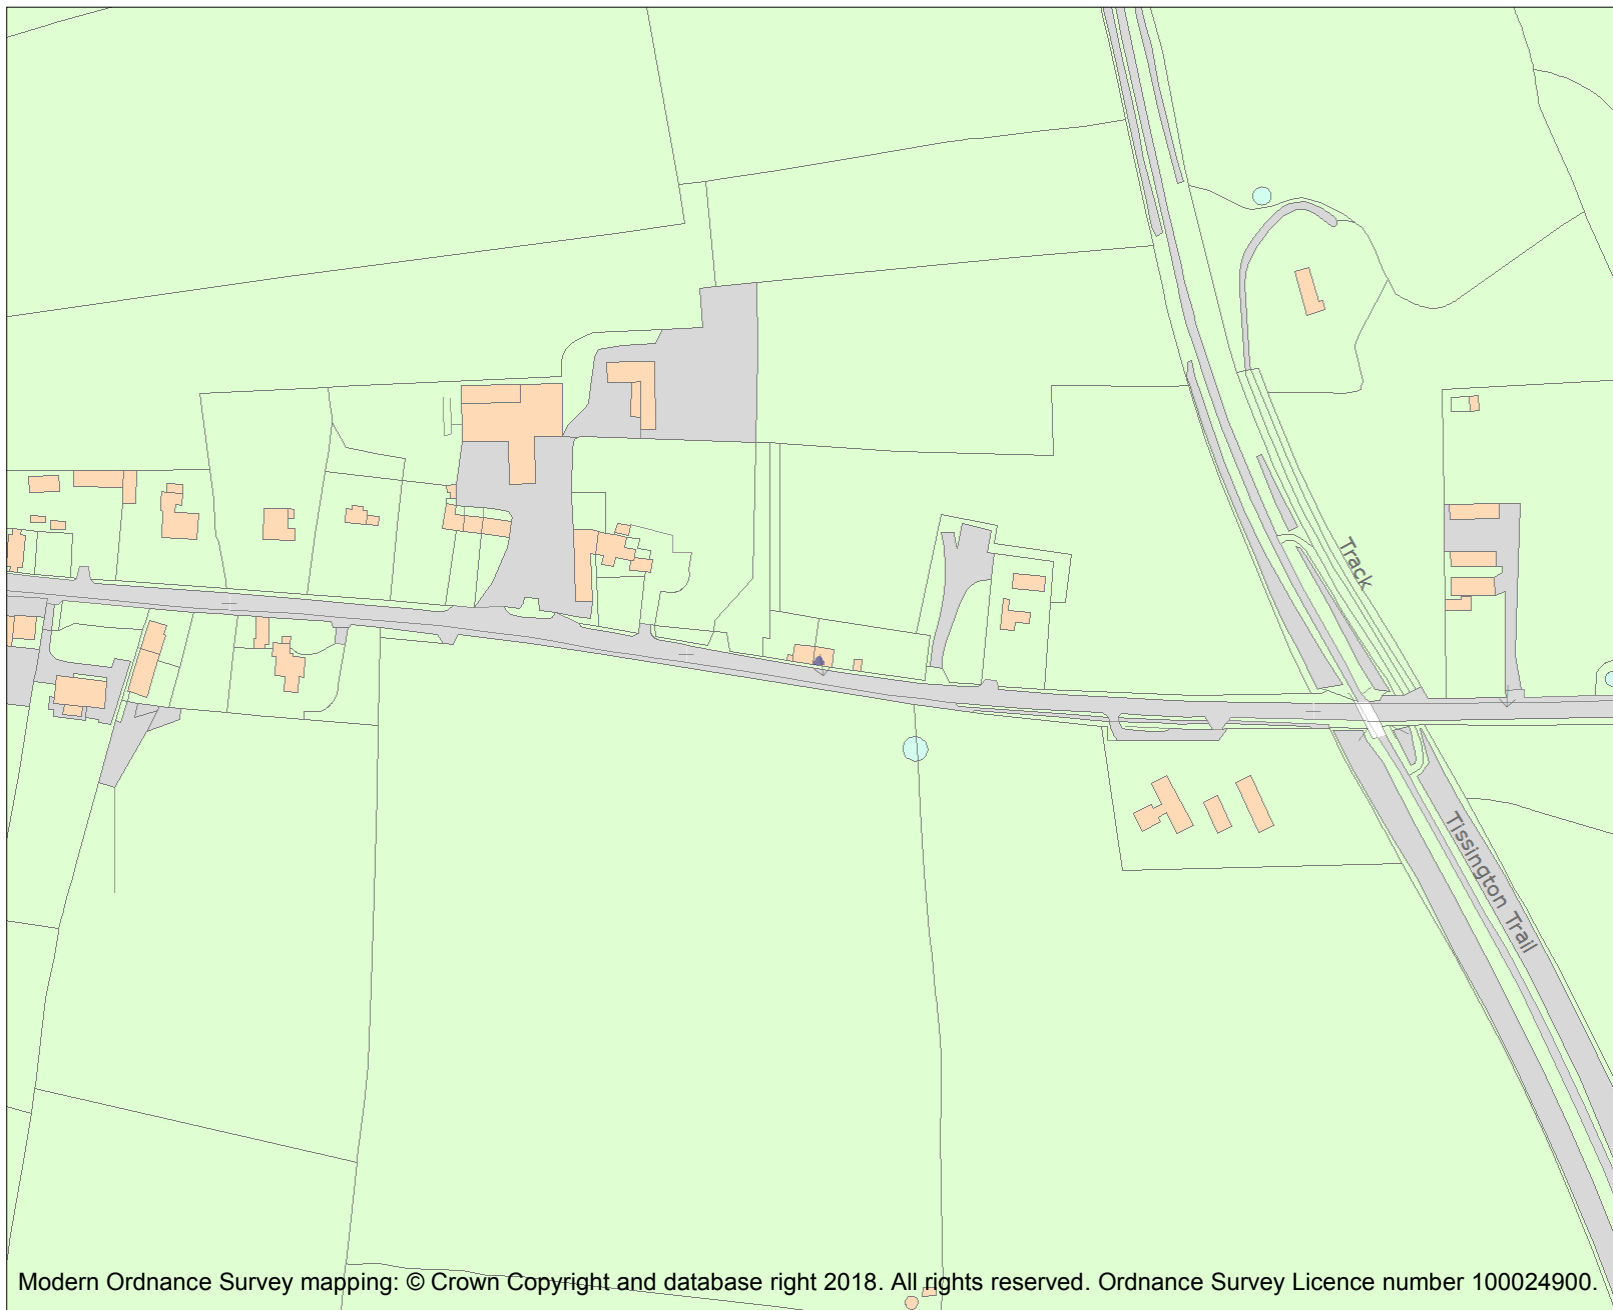 Track
Tissington Trail
Modern Ordnance Survey mapping: © Crown Copyright and database right 2018. All rights reserved. Ordnance Survey Licence number 100024900.